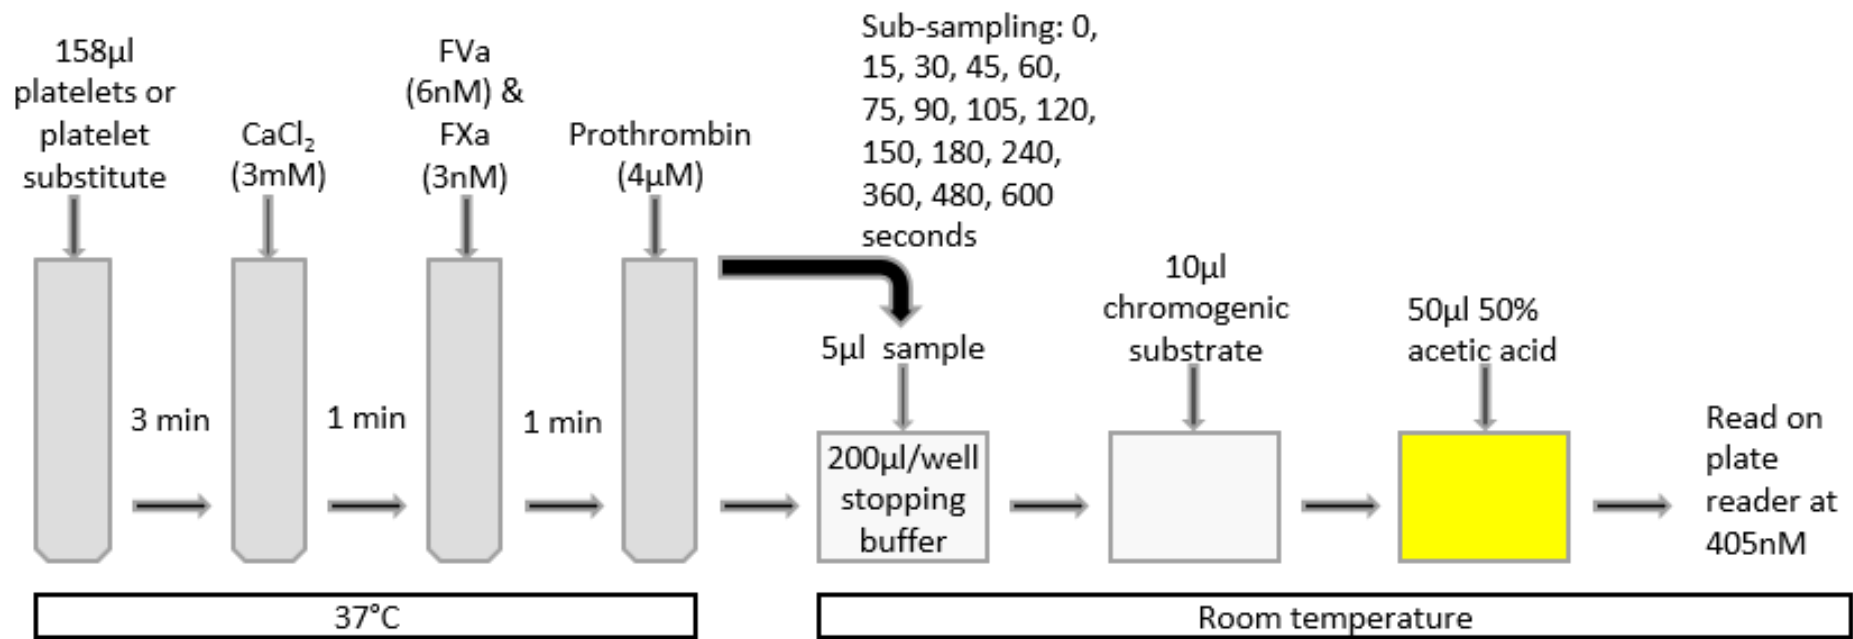 158µl
platelets or
platelet
substitute
CaCl₂
(3mM)
FVa
(6nM) &
FXa
(3nM)
Prothrombin
(4µM)
Sub-sampling: 0,
15, 30, 45, 60,
75, 90, 105, 120,
150, 180, 240,
360, 480, 600
seconds
5µl sample
10µl
chromogenic
substrate
50µl 50%
acetic acid
3 min
1 min
1 min
200µl/well
stopping
buffer
Read on
plate
reader at
405nM
37°C
Room temperature